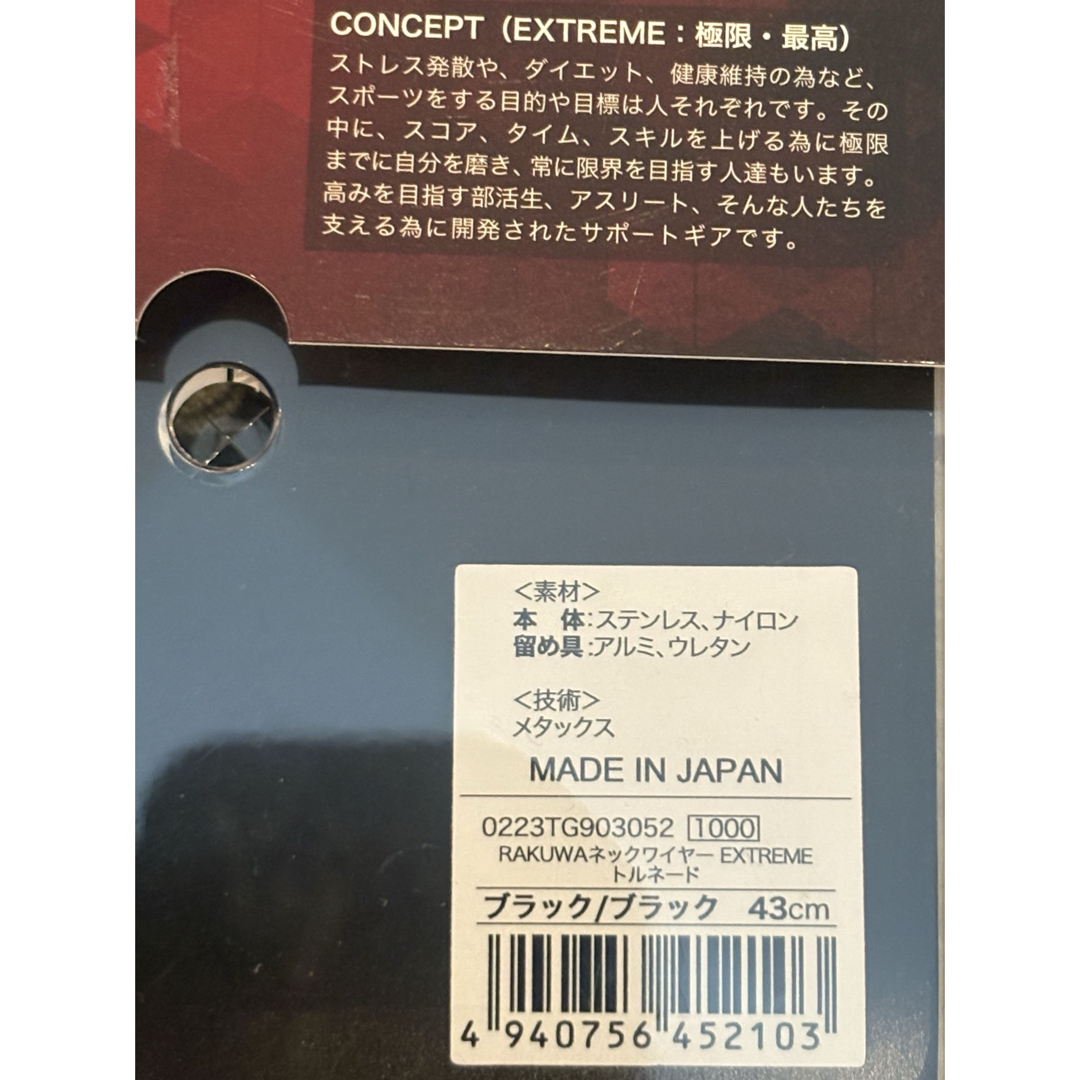 CONCEPT（EXTREME：極限・最高）
ストレス発散や、ダイエット、健康維持の為など、
スポーツをする目的や目標は人それぞれです。その
中に、スコア、タイム、スキルを上げる為に極限
までに自分を磨き、常に限界を目指す人達もいます。
高みを目指す部活生、アスリート、そんな人たちを
支える為に開発されたサポートギアです。
＜素材＞
本　体：ステンレス、ナイロン
留め具：アルミ、ウレタン
＜技術＞
メタックス
MADE IN JAPAN
0223TG903052 1000
RAKUWAネックワイヤー EXTREME
トルネード
ブラック/ブラック　43cm
4 940756 452103